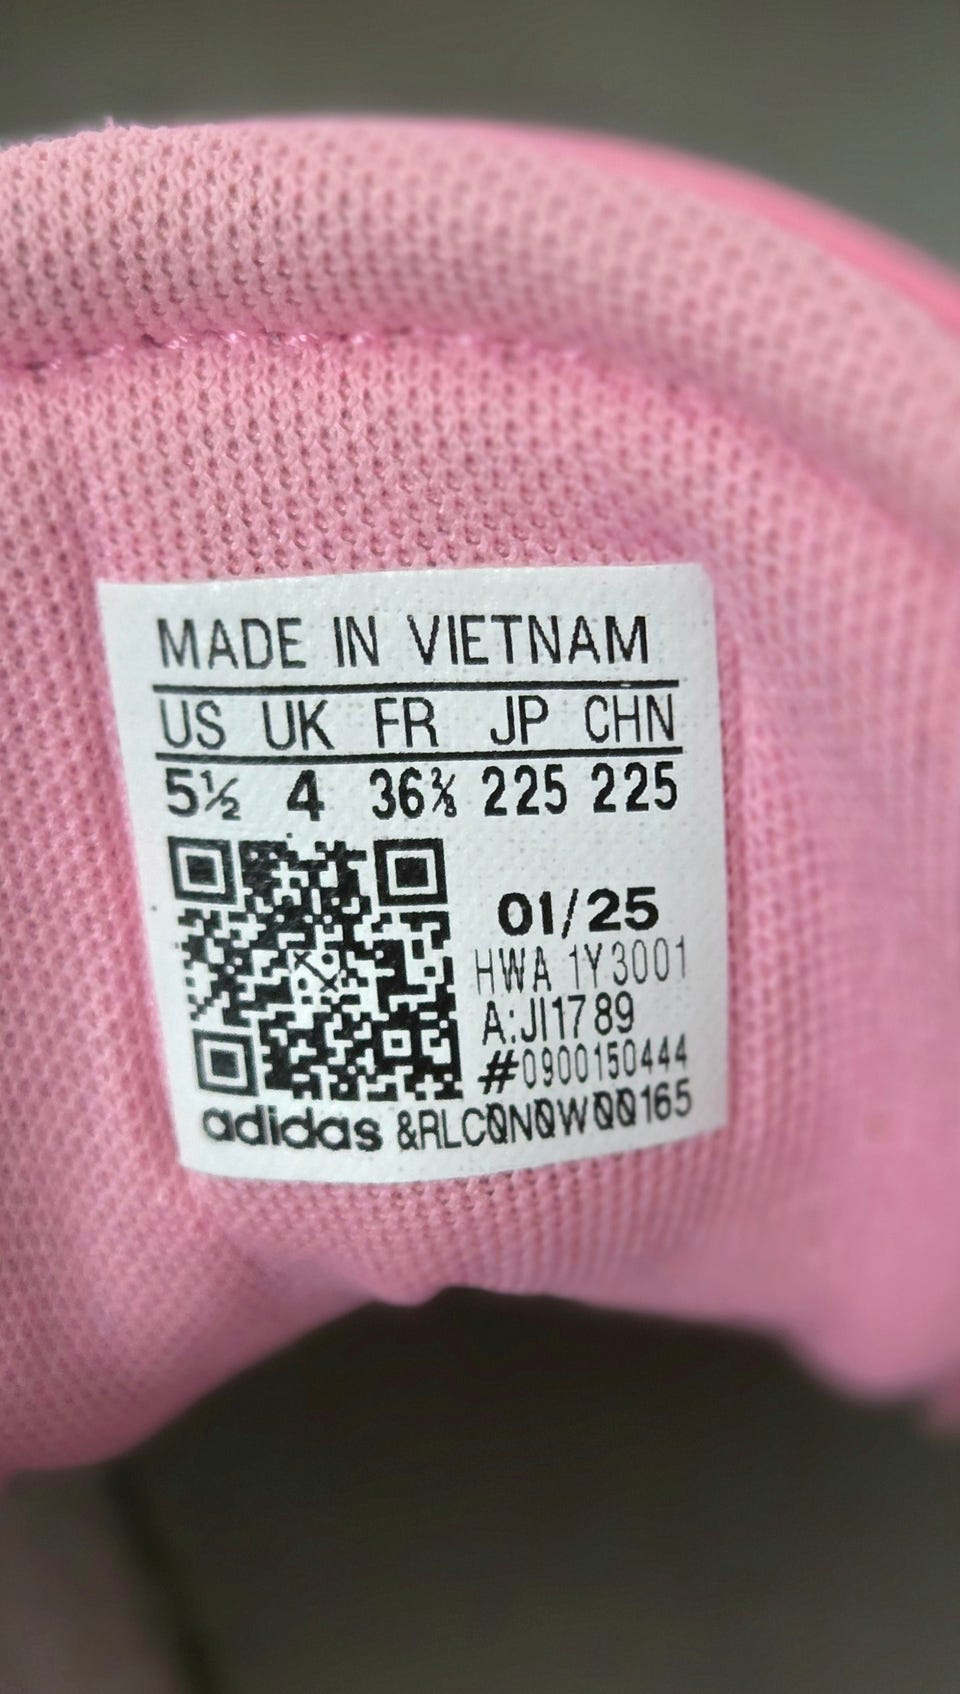 MADE IN VIETNAM
US UK FR JP CHN
5½ 4 36⅔ 225 225
01/25
HWA 1Y3001
A:JI1789
#0900150444
adidas &RLC0N0W00165